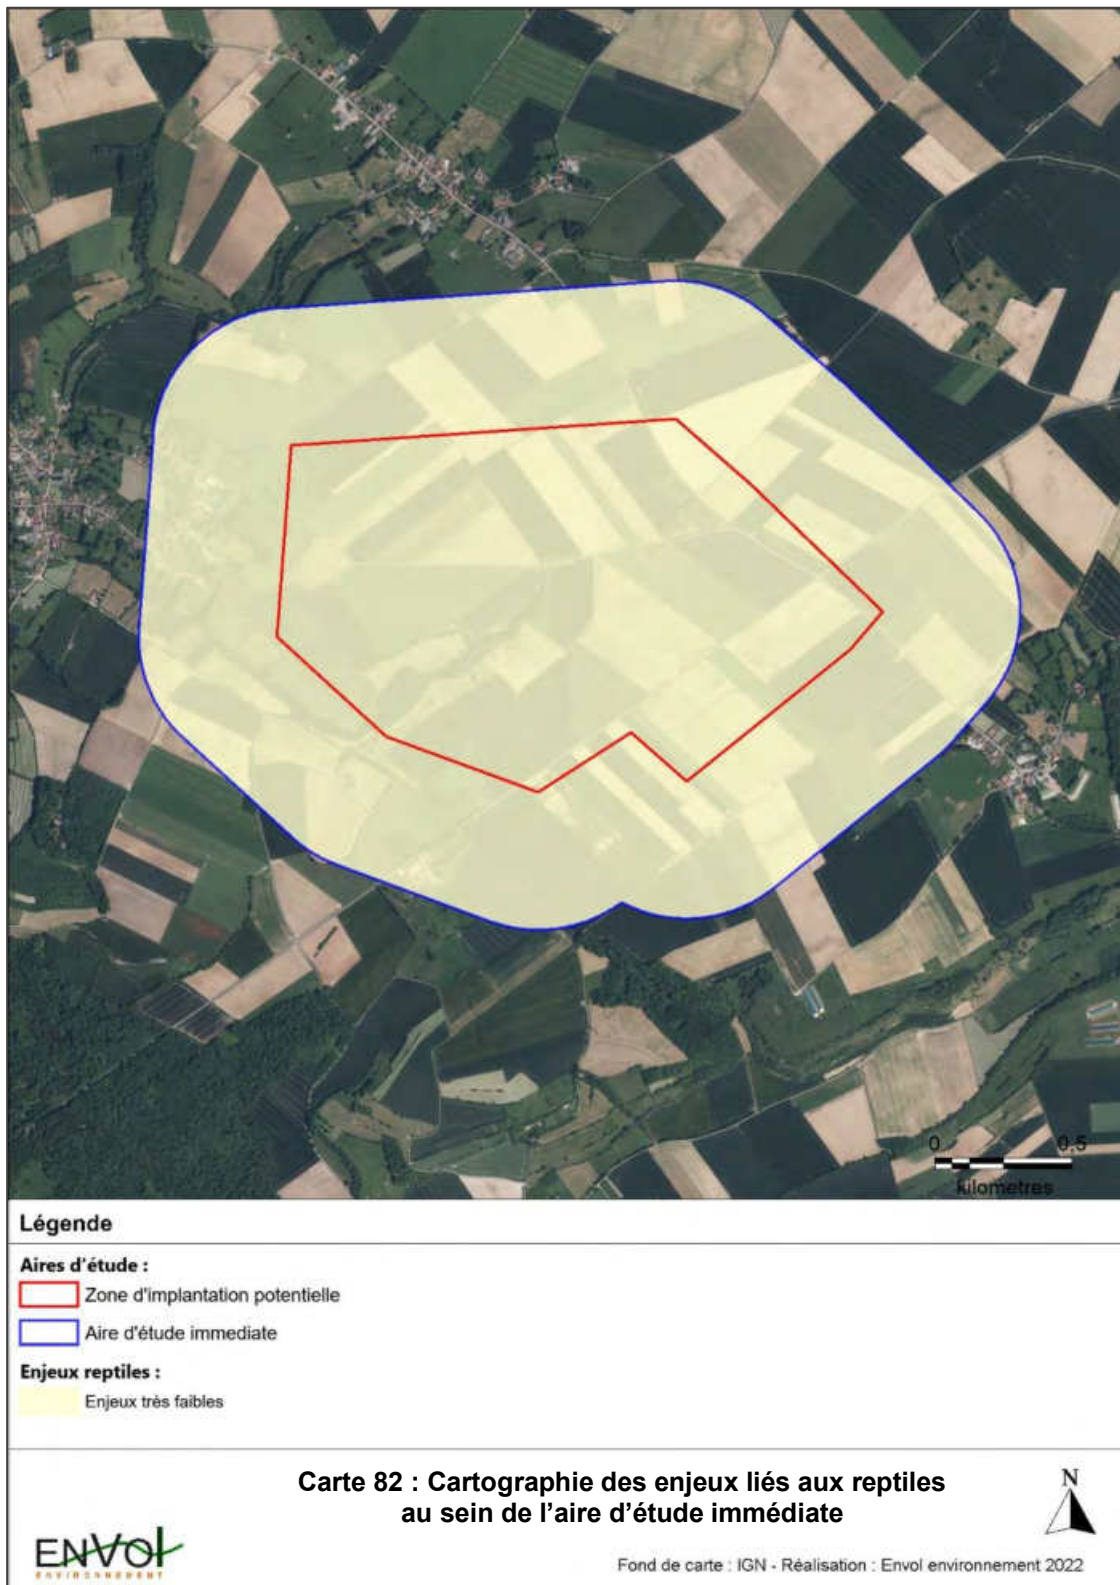 0 0,5
kilometres
Légende
Aires d'étude :
Zone d'implantation potentielle
Aire d'étude immediate
Enjeux reptiles :
Enjeux très faibles
Carte 82 : Cartographie des enjeux liés aux reptiles
au sein de l'aire d'étude immédiate
N
ENVOL
ENVIRONNEMENT
Fond de carte : IGN - Réalisation : Envol environnement 2022